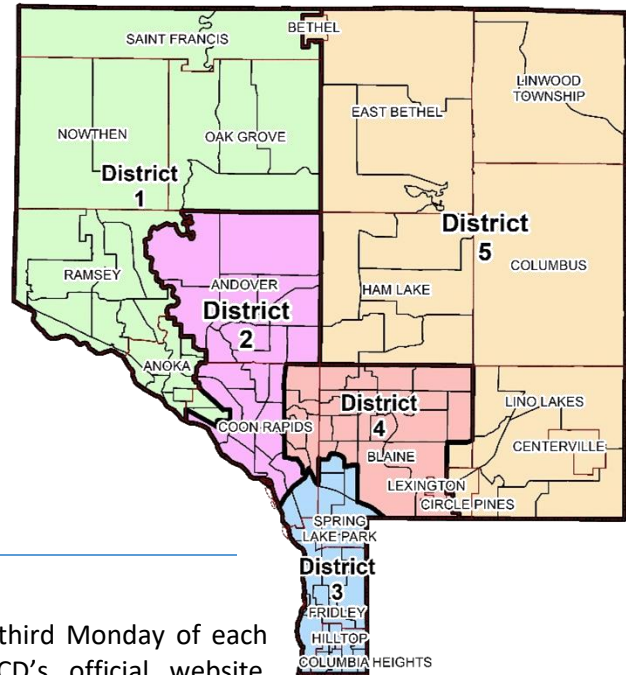 BETHEL
SAINT FRANCIS
LINWOOD
TOWNSHIP
EAST BETHEL
NOWTHEN
OAK GROVE
District
1
District
5
COLUMBUS
RAMSEY
ANDOVER
HAM LAKE
District
2
ANOKA
District
4
LINO LAKES
COON RAPIDS
CENTERVILLE
BLAINE
LEXINGTON
CIRCLE PINES
SPRING
LAKE PARK
District
3
FRIDLEY
HILLTOP
COLUMBIA HEIGHTS
third Monday of each
CD's official website,